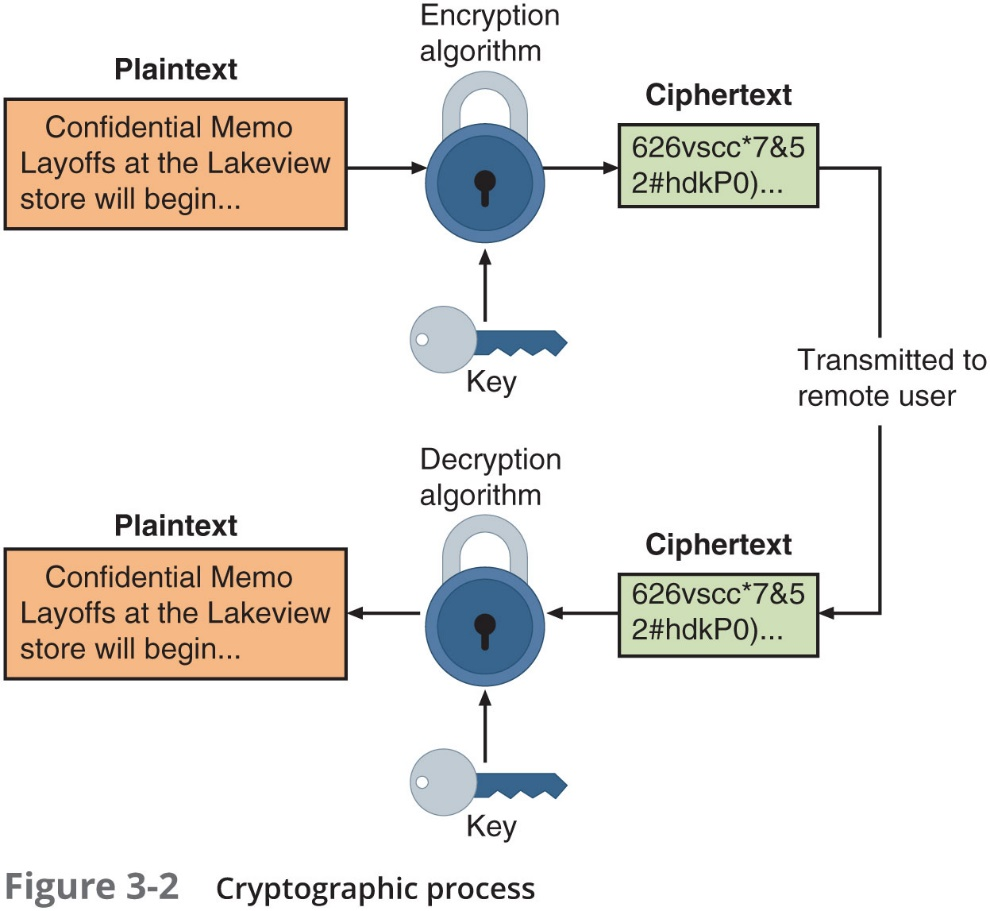 Encryption
algorithm
Plaintext
Confidential Memo
Layoffs at the Lakeview
store will begin...
Ciphertext
626vscc*7&5
2#hdkP0)...
Key
Transmitted to
remote user
Decryption
algorithm
Plaintext
Confidential Memo
Layoffs at the Lakeview
store will begin...
Ciphertext
626vscc*7&5
2#hdkP0)...
Key
Figure 3-2 Cryptographic process